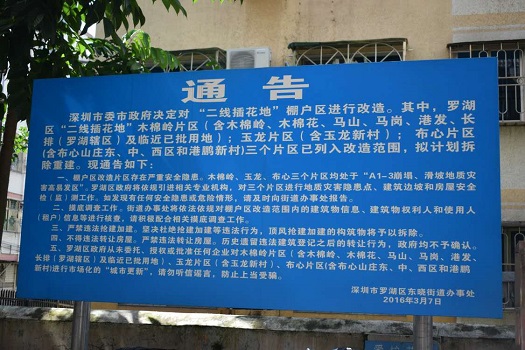 通告
深圳市委市政府决定对“二线插花地”棚户区进行改造。其中，罗湖
区“二线插花地”木棉岭片区（含木棉岭、木棉花、马山、马岗、港发、长
排（罗湖辖区）及临近已批用地）；玉龙片区（含玉龙新村）；布心片区
(含布心山庄东、中、西区和港鹏新村)三个片区已列入改造范围，拟计划拆
除重建。现通告如下：
一、棚户区改造片区存在严重安全隐患。木棉岭、玉龙、布心三个片区均处于“A1-3崩塌、滑坡地质灾
害高易发区”。罗湖区政府将依规引进相关专业机构，对三个片区进行地质灾害隐患点、建筑边坡和房屋安全
检（监）测工作。如发现有任何安全隐患或危险情形，请及时向街道办事处报告。
二、摸底调查工作。街道办事处将依法依规对棚户区改造范围内的建筑物信息、建筑物权利人和使用人
(租户)信息等进行核查，请积极配合相关摸底调查工作。
三、严禁违法抢建加建。坚决杜绝抢建加建等违法行为，顶风抢建加建的构筑物将予以拆除。
四、不得违法转让房屋。严禁违法转让房屋。历史遗留违法建筑登记之后的转让行为，政府均不予确认。
五、罗湖区政府从未委托、授权或批准任何企业对木棉岭片区(含木棉岭、木棉花、马山、马岗、港发、
长排(罗湖辖区)及临近已批用地)、玉龙片区(含玉龙新村)、布心片区(含布心山庄东、中、西区和港鹏
新村)进行市场化的“城市更新”，请勿听信谣言，防止上当受骗。
深圳市罗湖区东晓街道办事处
2016年3月7日